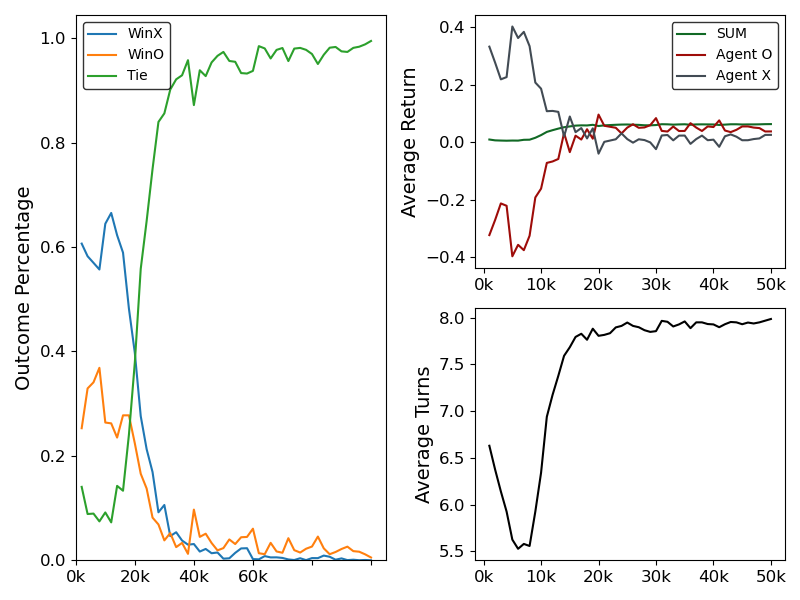 Outcome Percentage
1.0
0.8
0.6
0.4
0.2
0.0
0k
20k
40k
60k
WinX
WinO
Tie
Average Return
0.4
0.2
0.0
−0.2
−0.4
0k
10k
20k
30k
40k
50k
SUM
Agent O
Agent X
Average Turns
8.0
7.5
7.0
6.5
6.0
5.5
0k
10k
20k
30k
40k
50k